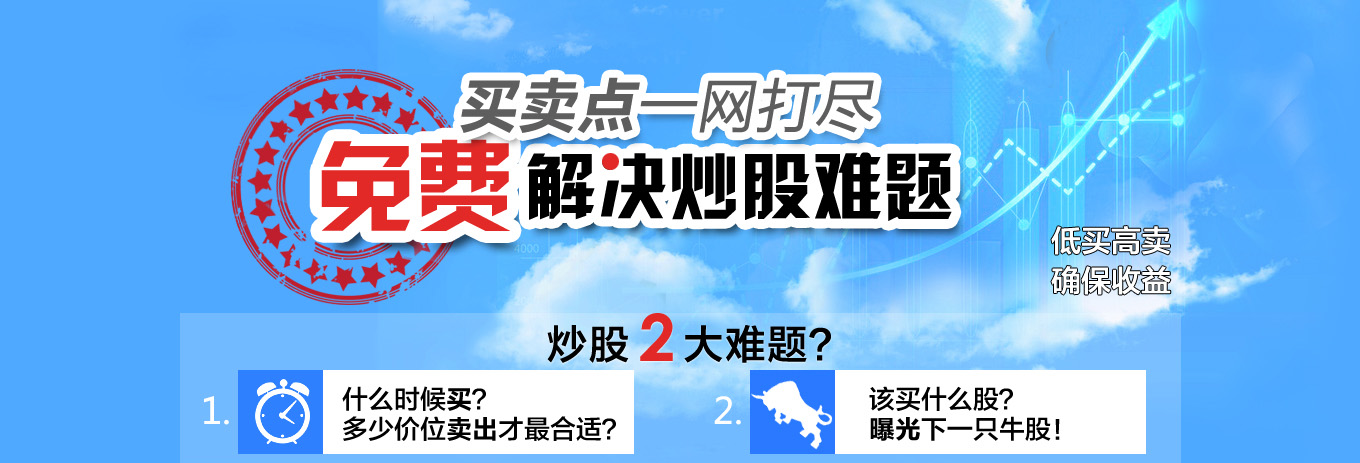 买卖点一网打尽
免费解决炒股难题
低买高卖
确保收益
炒股2大难题?
1.
什么时候买?
多少价位卖出才最合适?
2.
该买什么股?
曝光下一只牛股!